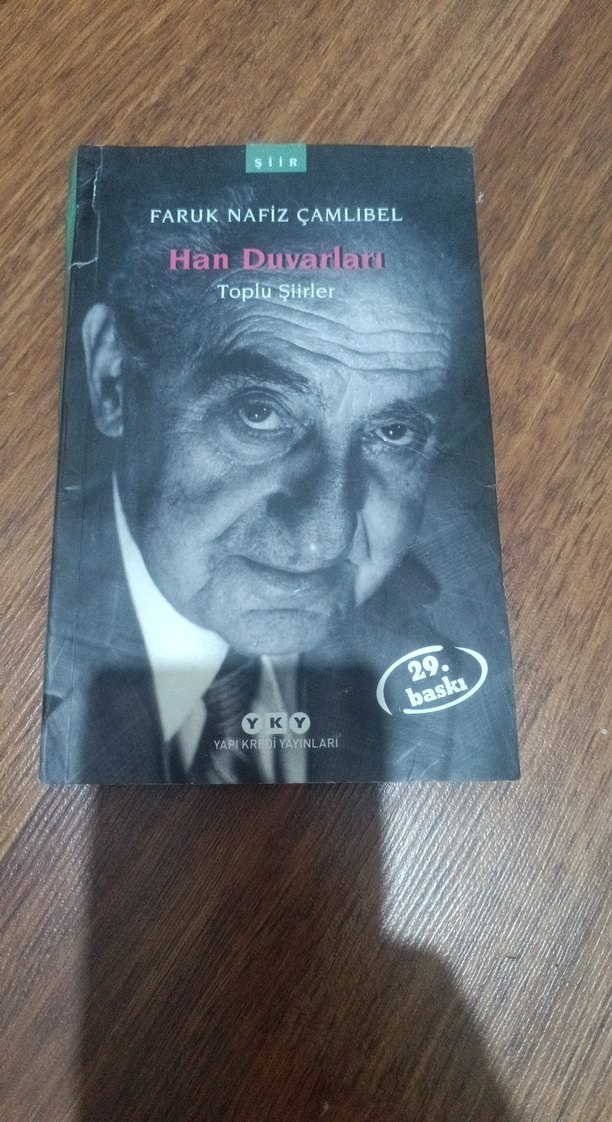 ŞİİR
FARUK NAFİZ ÇAMLIBEL
Han Duvarları
Toplu Şiirler
29.
baskı
YKY
YAPI KREDİ YAYINLARI